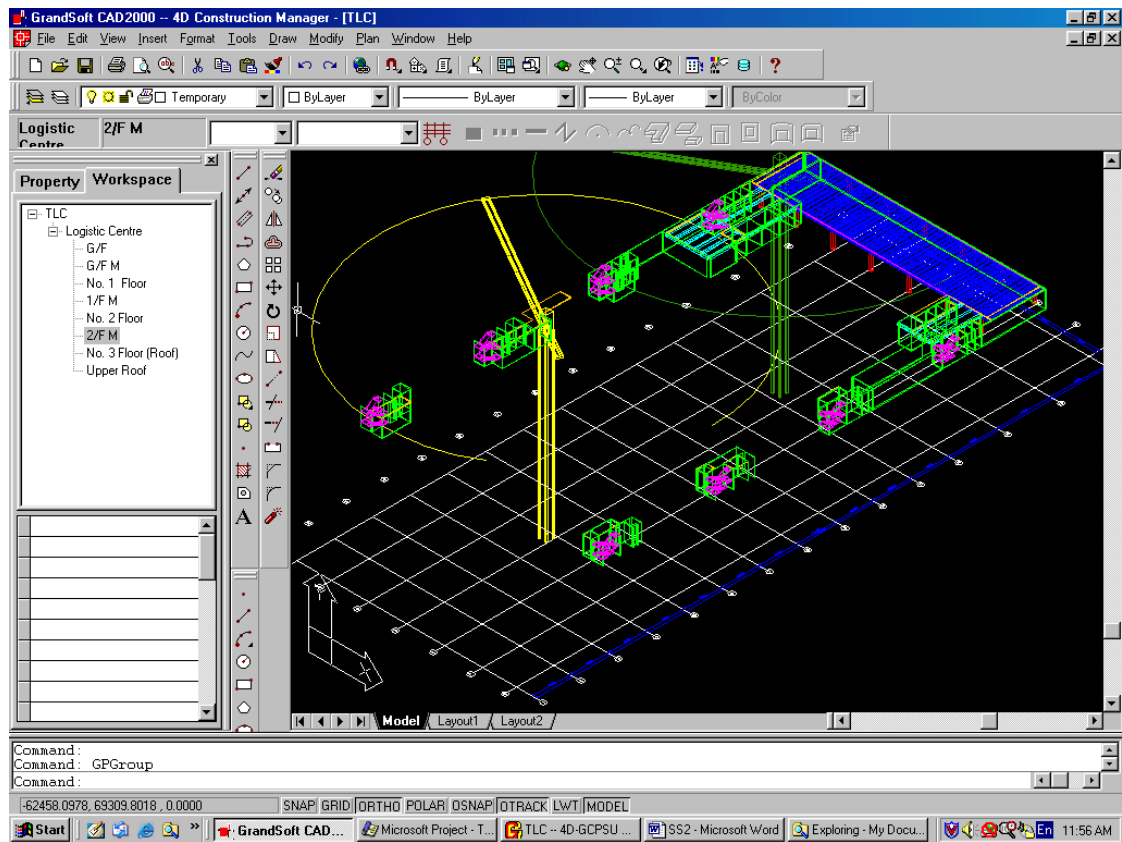 GrandSoft CAD2000 -- 4D Construction Manager - [TLC]
File Edit View Insert Format Tools Draw Modify Plan Window Help
Temporary ByLayer ByLayer ByLayer ByColor
Logistic Centre 2/F M
Property Workspace
TLC
Logistic Centre
G/F
G/F M
No. 1 Floor
1/F M
No. 2 Floor
2/F M
No. 3 Floor (Roof)
Upper Roof
A
X
Model Layout1 Layout2
Command:
Command: GPGroup
Command:
-62458.0978, 69309.8018 , 0.0000 SNAP GRID ORTHO POLAR OSNAP OTRACK LWT MODEL
Start » GrandSoft CAD... Microsoft Project - T... TLC -- 4D-GCPSU ... SS2 - Microsoft Word Exploring - My Docu... En 11:56 AM